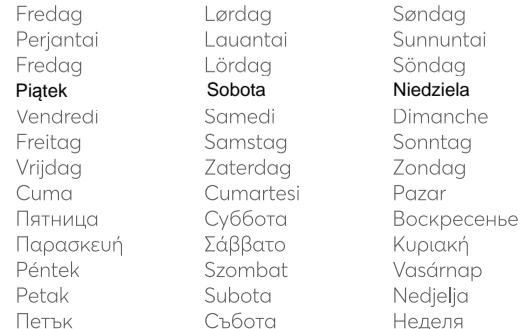 Fredag Lørdag Søndag
Perjantai Lauantai Sunnuntai
Fredag Lördag Söndag
Piątek Sobota Niedziela
Vendredi Samedi Dimanche
Freitag Samstag Sonntag
Vrijdag Zaterdag Zondag
Cuma Cumartesi Pazar
Пятница Суббота Воскресенье
Παρασκευή Σάββατο Κυριακή
Péntek Szombat Vasárnap
Petak Subota Nedjelja
Петък Събота Неделя